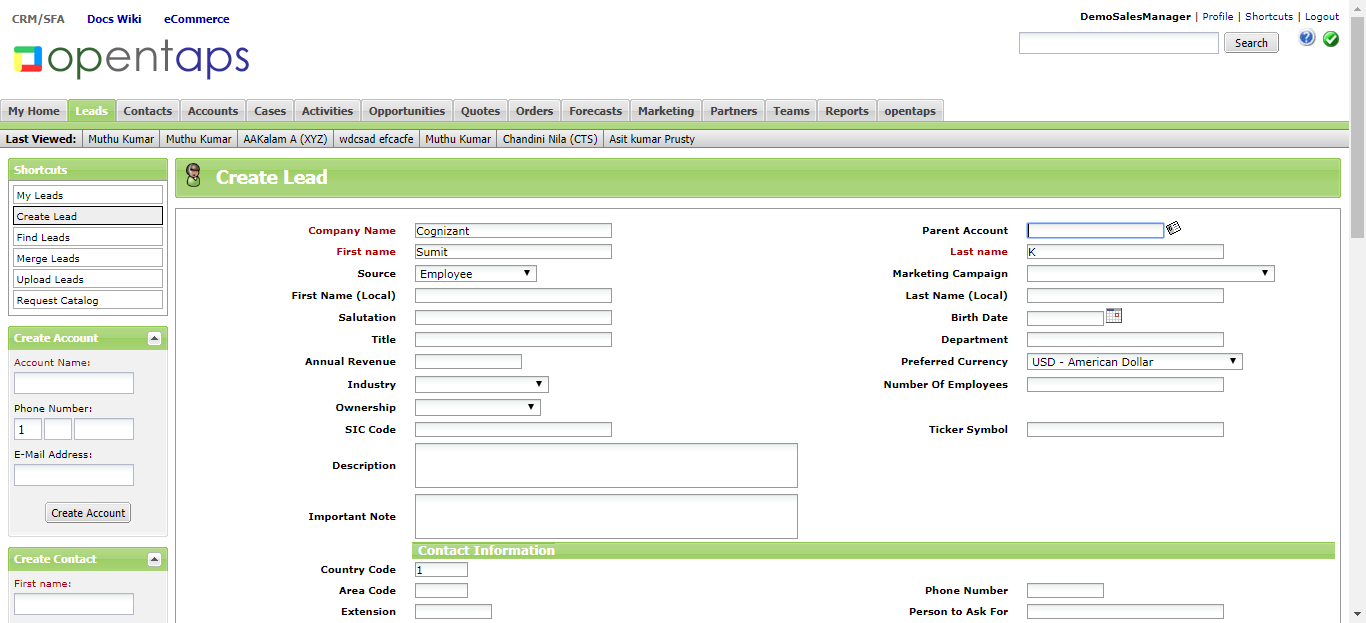 CRM/SFA Docs Wiki eCommerce
DemoSalesManager | Profile | Shortcuts | Logout
opentaps
Search
?
My Home Leads Contacts Accounts Cases Activities Opportunities Quotes Orders Forecasts Marketing Partners Teams Reports opentaps
Last Viewed: Muthu Kumar Muthu Kumar AAKalam A (XYZ) wdcsad efcacfe Muthu Kumar Chandini Nila (CTS) Asit kumar Prusty
Shortcuts
My Leads
Create Lead
Find Leads
Merge Leads
Upload Leads
Request Catalog
Create Account
Account Name:
Phone Number:
1
E-Mail Address:
Create Account
Create Contact
First name:
Create Lead
Company Name Cognizant Parent Account
First name Sumit Last name K
Source Employee Marketing Campaign
First Name (Local) Last Name (Local)
Salutation Birth Date
Title Department
Annual Revenue Preferred Currency USD - American Dollar
Industry Number Of Employees
Ownership
SIC Code Ticker Symbol
Description
Important Note
Contact Information
Country Code 1
Area Code Phone Number
Extension Person to Ask For